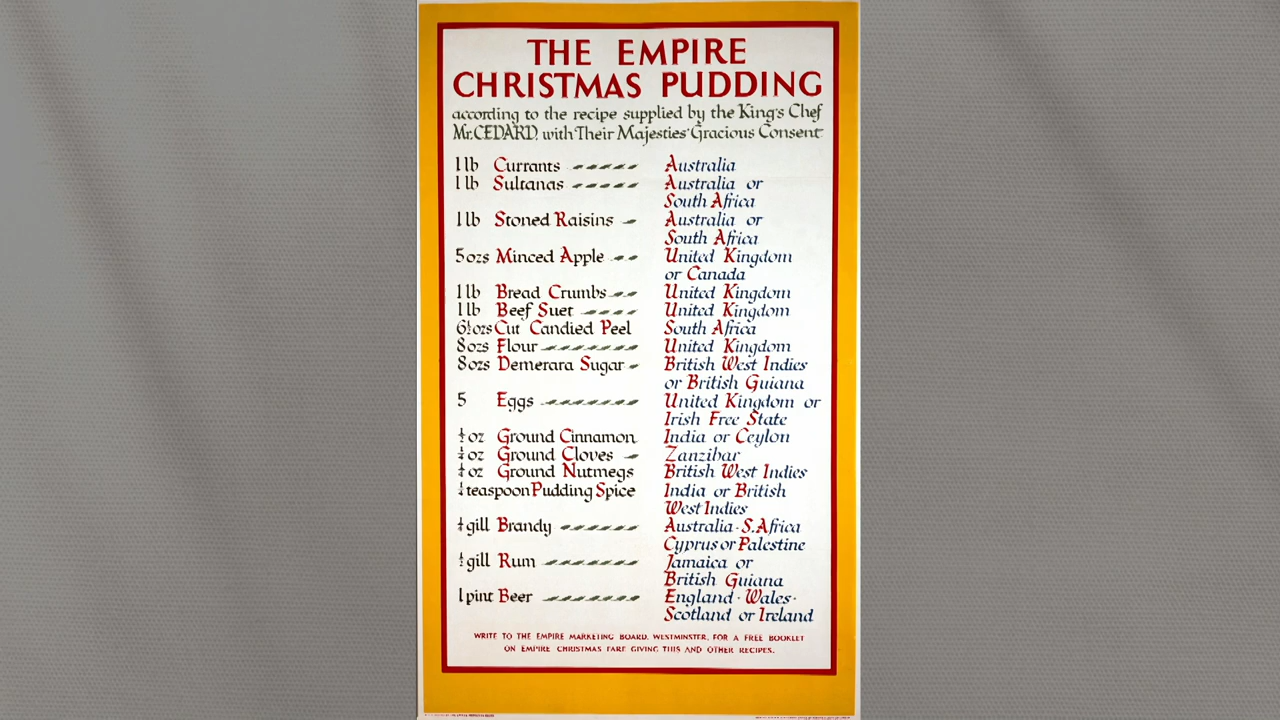 THE EMPIRE
CHRISTMAS PUDDING
according to the recipe supplied by the King's Chef
Mr. CEDARD, with Their Majesties' Gracious Consent
1 lb Currants Australia
1 lb Sultanas Australia or
South Africa
1 lb Stoned Raisins Australia or
South Africa
5 ozs Minced Apple United Kingdom
or Canada
1 lb Bread Crumbs United Kingdom
1 lb Beef Suet United Kingdom
6½ ozs Cut Candied Peel South Africa
8 ozs Flour United Kingdom
8 ozs Demerara Sugar British West Indies
or British Guiana
5 Eggs United Kingdom or
Irish Free State
½ oz Ground Cinnamon India or Ceylon
¼ oz Ground Cloves Zanzibar
¼ oz Ground Nutmegs British West Indies
¼ teaspoon Pudding Spice India or British
West Indies
¼ gill Brandy Australia · S. Africa
Cyprus or Palestine
½ gill Rum Jamaica or
British Guiana
1 pint Beer England · Wales ·
Scotland or Ireland
WRITE TO THE EMPIRE MARKETING BOARD, WESTMINSTER, FOR A FREE BOOKLET
ON EMPIRE CHRISTMAS FARE GIVING THIS AND OTHER RECIPES.